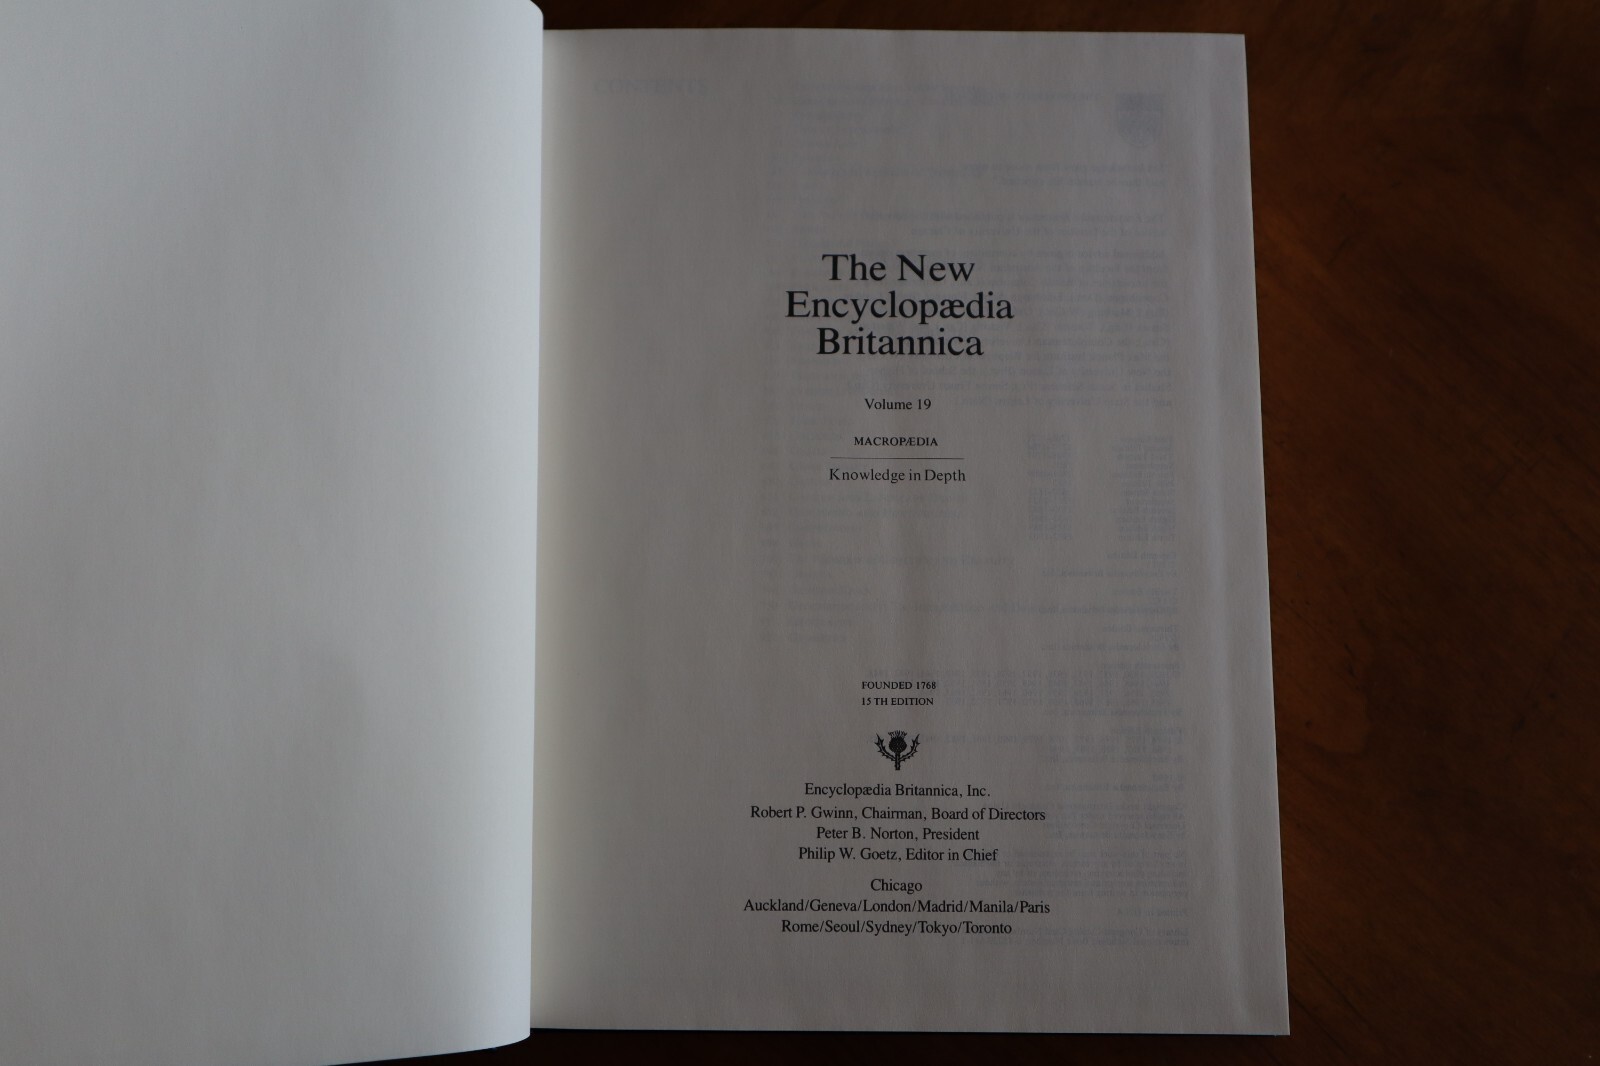 The New
Encyclopædia
Britannica
Volume 19
MACROPÆDIA
Knowledge in Depth
FOUNDED 1768
15 TH EDITION
Encyclopædia Britannica, Inc.
Robert P. Gwinn, Chairman, Board of Directors
Peter B. Norton, President
Philip W. Goetz, Editor in Chief
Chicago
Auckland/Geneva/London/Madrid/Manila/Paris
Rome/Seoul/Sydney/Tokyo/Toronto